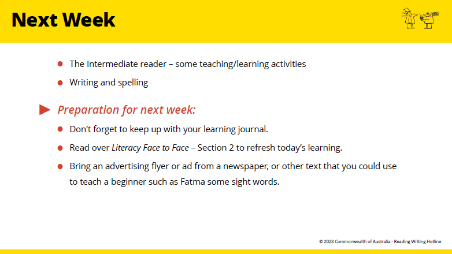 Next Week
• The Intermediate reader – some teaching/learning activities
• Writing and spelling
▶ Preparation for next week:
• Don't forget to keep up with your learning journal.
• Read over Literacy Face to Face – Section 2 to refresh today's learning.
• Bring an advertising flyer or ad from a newspaper, or other text that you could use
to teach a beginner such as Fatma some sight words.
© 2023 Commonwealth of Australia - Reading Writing Hotline